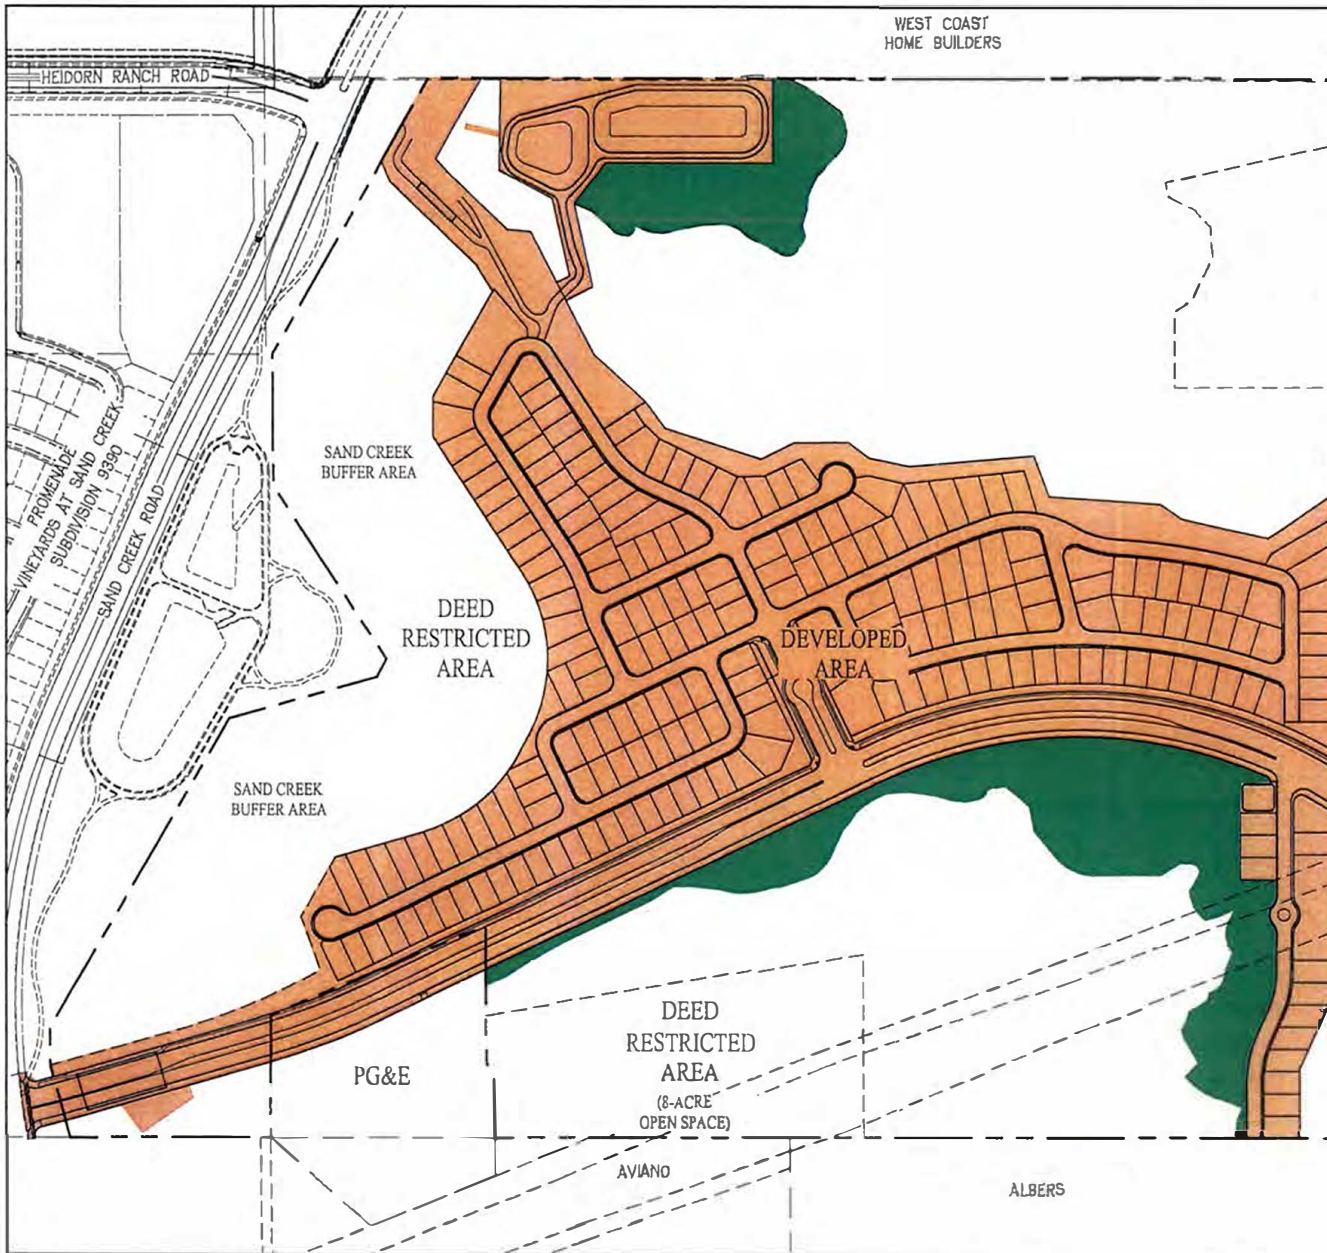 WEST COAST
HOME BUILDERS
HEIDORN RANCH ROAD
SAND CREEK
BUFFER AREA
PROMENADE
VINEYARDS AT SAND CREEK
SUBDIVISION 9390
SAND CREEK ROAD
DEED
RESTRICTED
AREA
DEVELOPED
AREA
SAND CREEK
BUFFER AREA
DEED
RESTRICTED
AREA
(8-ACRE
OPEN SPACE)
PG&E
AVIANO
ALBERS